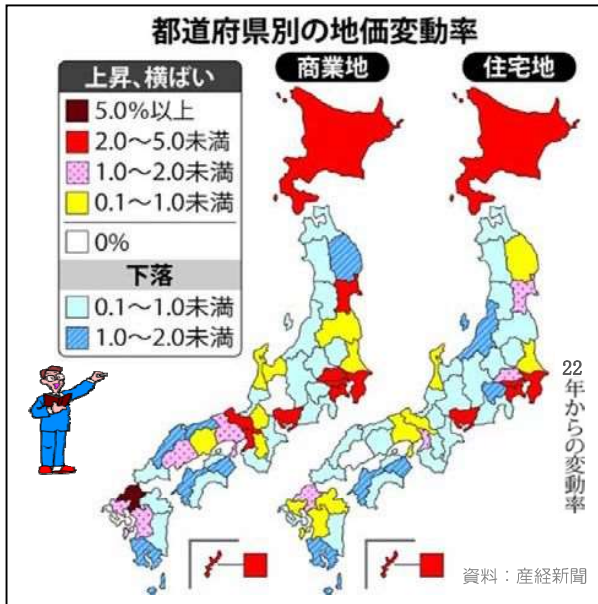 都道府県別の地価変動率
上昇、横ばい
5.0%以上
2.0〜5.0未満
1.0〜2.0未満
0.1〜1.0未満
0%
下落
0.1〜1.0未満
1.0〜2.0未満
商業地
住宅地
22年からの変動率
資料：産経新聞